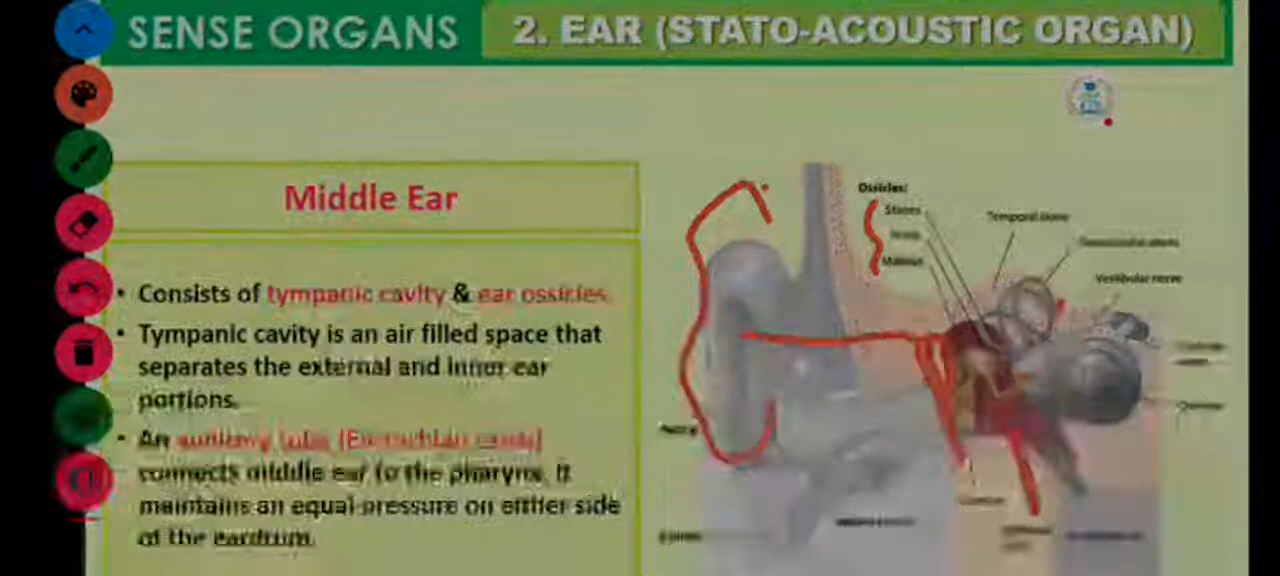 SENSE ORGANS
2. EAR (STATO-ACOUSTIC ORGAN)
Middle Ear
• Consists of tympanic cavity & ear ossicles.
• Tympanic cavity is an air filled space that
separates the external and inner ear
portions.
• An auditory tube (Eustachian canal)
connects middle ear to the pharynx. It
maintains an equal pressure on either side
of the eardrum.
Ossicles:
Stapes
Incus
Malleus
Temporal bone
Semicircular canals
Vestibular nerve